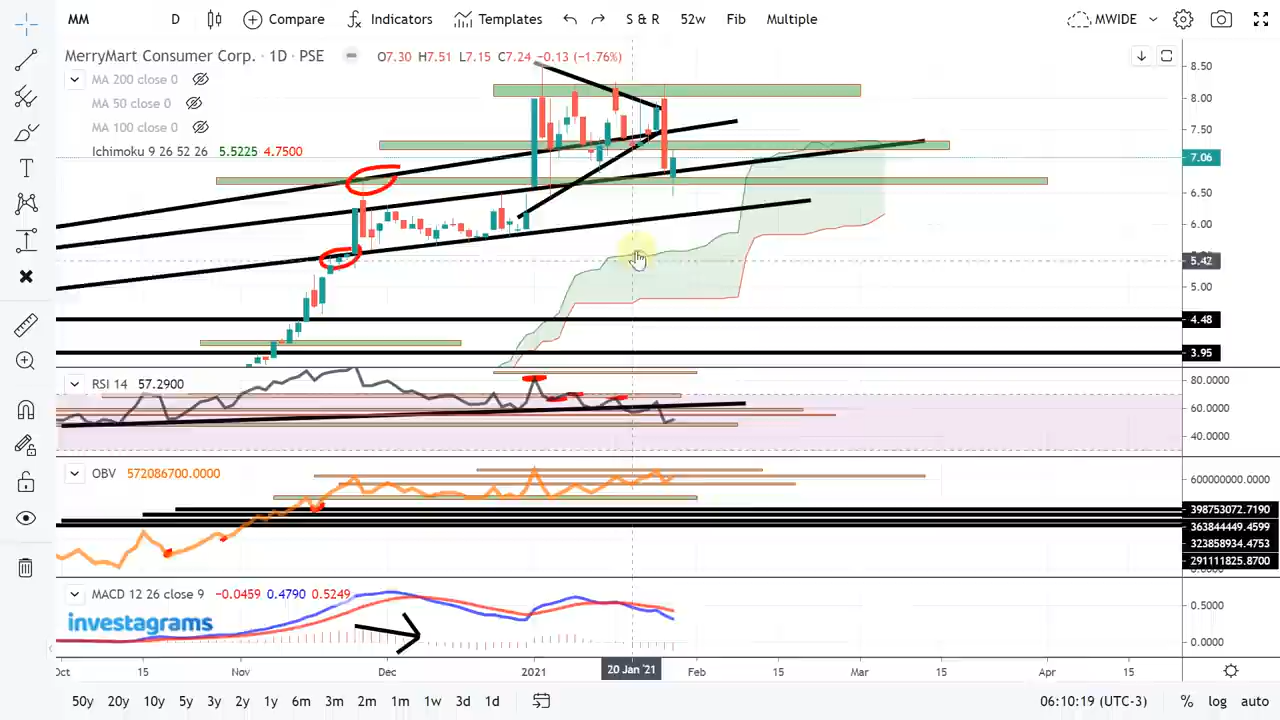 MM D Compare Indicators Templates S & R 52w Fib Multiple MWIDE
MerryMart Consumer Corp. · 1D · PSE O7.30 H7.51 L7.15 C7.24 −0.13 (−1.76%)
MA 200 close 0
MA 50 close 0
MA 100 close 0
Ichimoku 9 26 52 26 5.5225 4.7500
8.50
8.00
7.50
7.06
6.50
6.00
5.42
5.00
4.48
3.95
RSI 14 57.2900
80.0000
60.0000
40.0000
OBV 572086700.0000
600000000.0000
398753072.7190
363844449.4599
323858934.4753
291111825.8700
MACD 12 26 close 9 −0.0459 0.4790 0.5249
0.5000
0.0000
investagrams
Oct 15 Nov 15 Dec 2021 20 Jan '21 Feb 15 Mar 15 Apr 15
50y 20y 10y 5y 3y 2y 1y 6m 3m 2m 1m 1w 3d 1d 06:10:19 (UTC-3) % log auto